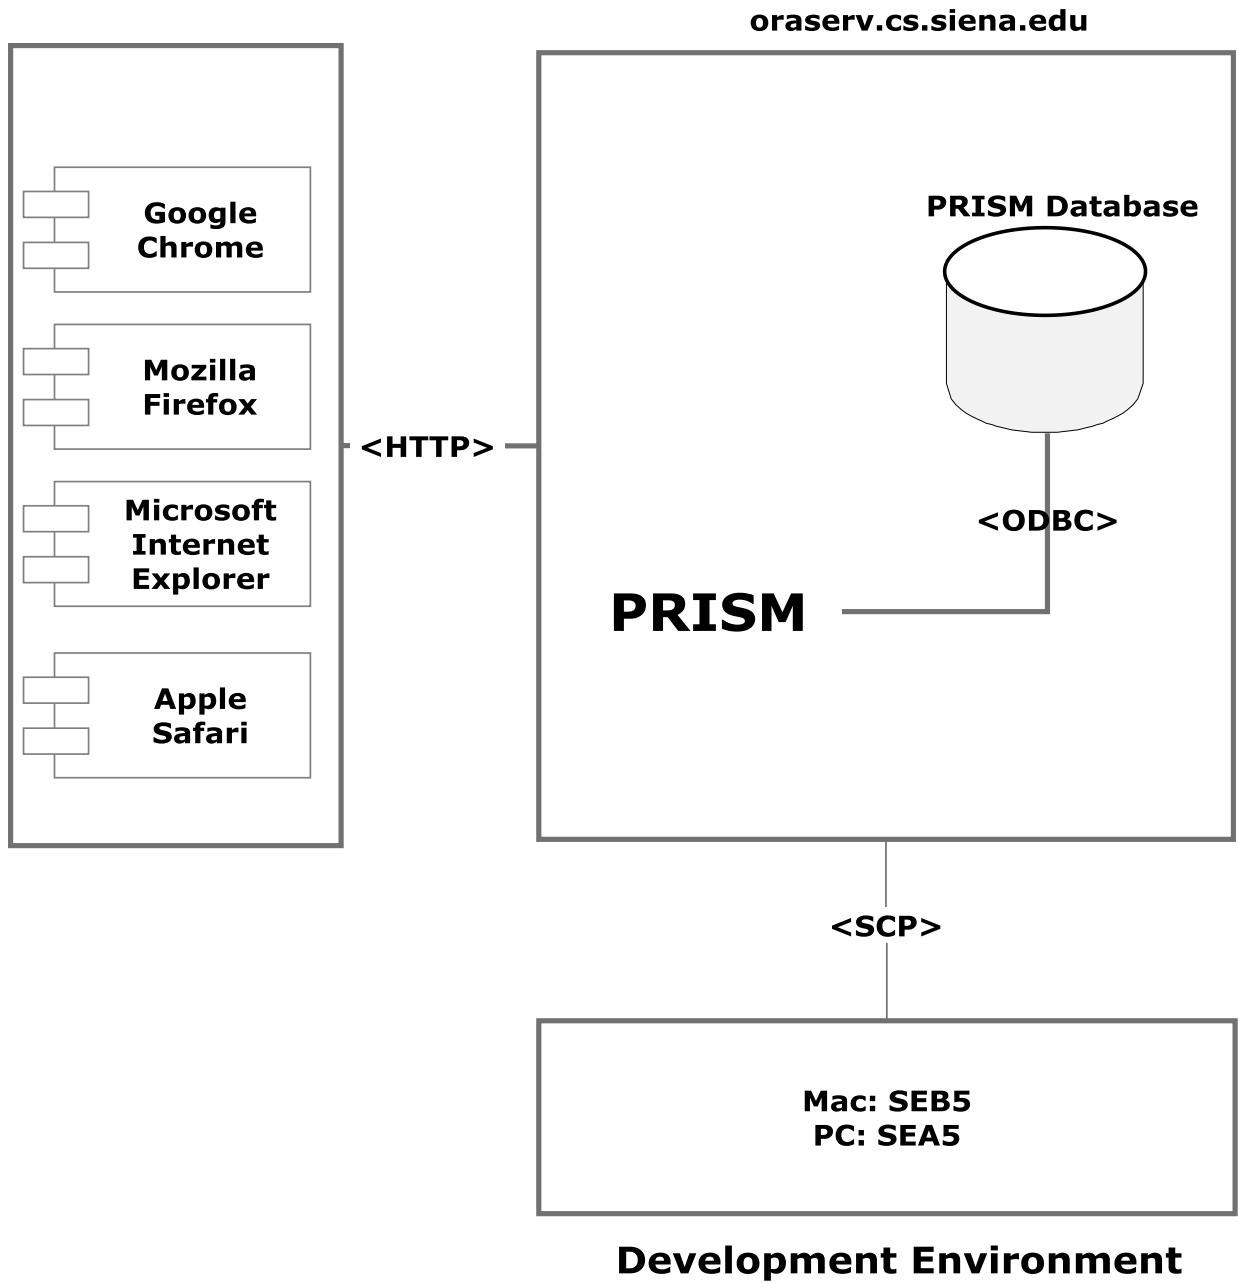 oraserv.cs.siena.edu
Google
Chrome
Mozilla
Firefox
Microsoft
Internet
Explorer
Apple
Safari
<HTTP>
PRISM Database
<ODBC>
PRISM
<SCP>
Mac: SEB5
PC: SEA5
Development Environment